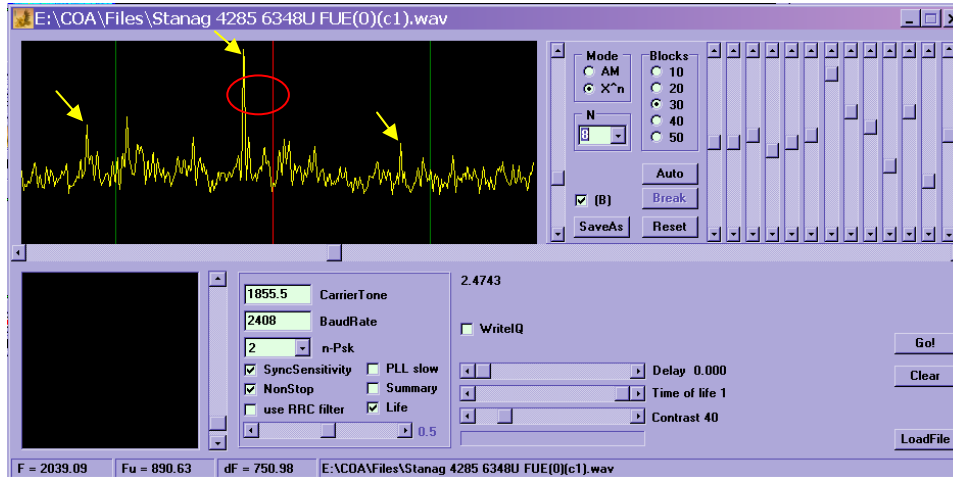 E:\COA\Files\Stanag 4285 6348U FUE(0)(c1).wav
Mode
AM
X^n
N
8
Blocks
10
20
30
40
50
(B)
Auto
Break
SaveAs
Reset
1855.5 CarrierTone
2408 BaudRate
2 n-Psk
SyncSensitivity PLL slow
NonStop Summary
use RRC filter Life
0.5
2.4743
WriteIQ
Delay 0.000
Time of life 1
Contrast 40
Go!
Clear
LoadFile
F = 2039.09 Fu = 890.63 dF = 750.98 E:\COA\Files\Stanag 4285 6348U FUE(0)(c1).wav